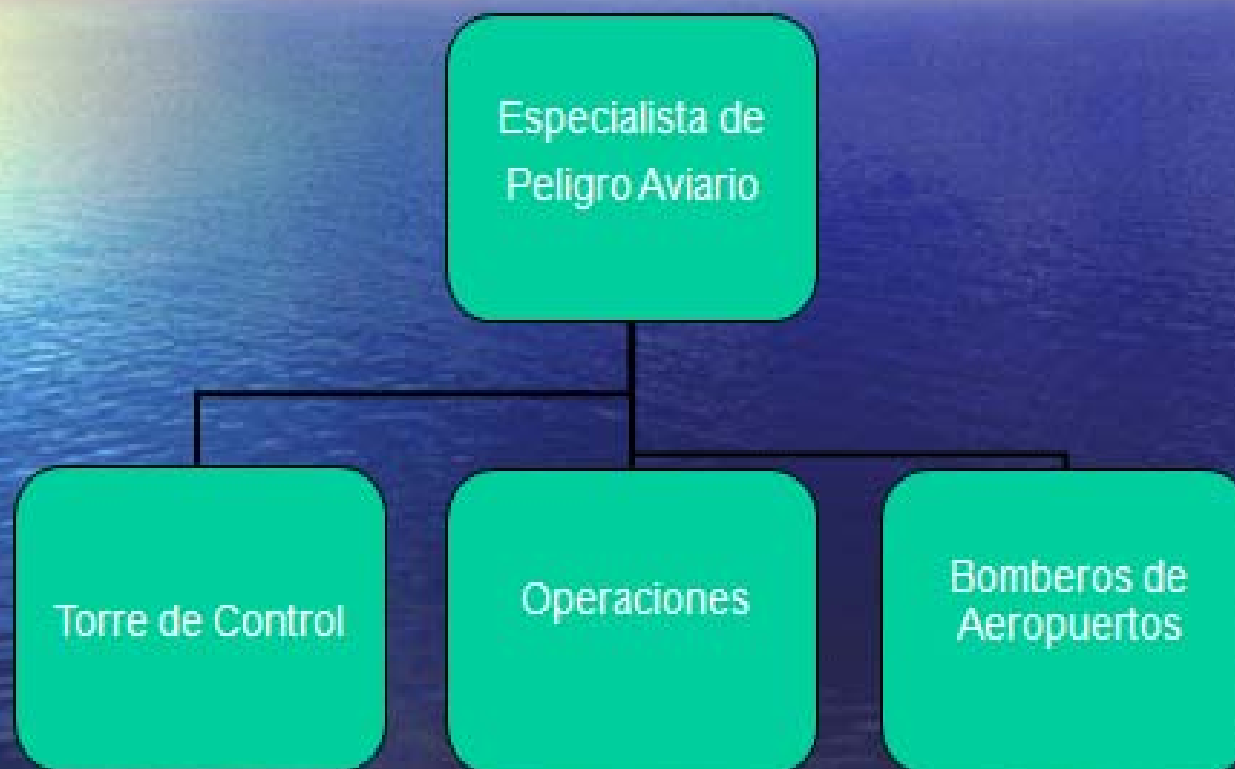 Especialista de
Peligro Aviario
Torre de Control
Operaciones
Bomberos de
Aeropuertos